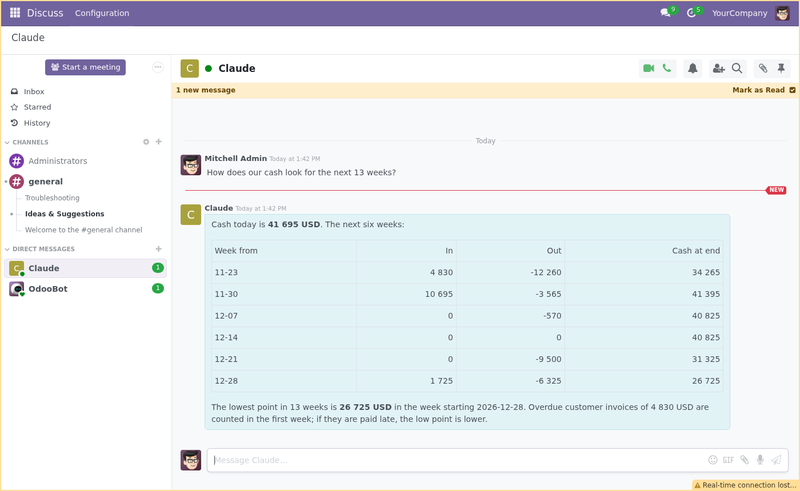 Discuss Configuration 9 5 YourCompany
Claude
Start a meeting
Inbox
Starred
History
CHANNELS
Administrators
general
Troubleshooting
Ideas & Suggestions
Welcome to the #general channel
DIRECT MESSAGES
Claude 1
OdooBot 1
C Claude
1 new message Mark as Read
Today
Mitchell Admin Today at 1:42 PM
How does our cash look for the next 13 weeks?
NEW
Claude Today at 1:42 PM
Cash today is 41 695 USD. The next six weeks:
Week from In Out Cash at end
11-23 4 830 -12 260 34 265
11-30 10 695 -3 565 41 395
12-07 0 -570 40 825
12-14 0 0 40 825
12-21 0 -9 500 31 325
12-28 1 725 -6 325 26 725
The lowest point in 13 weeks is 26 725 USD in the week starting 2026-12-28. Overdue customer invoices of 4 830 USD are
counted in the first week; if they are paid late, the low point is lower.
Message Claude...
GIF
Real-time connection lost...